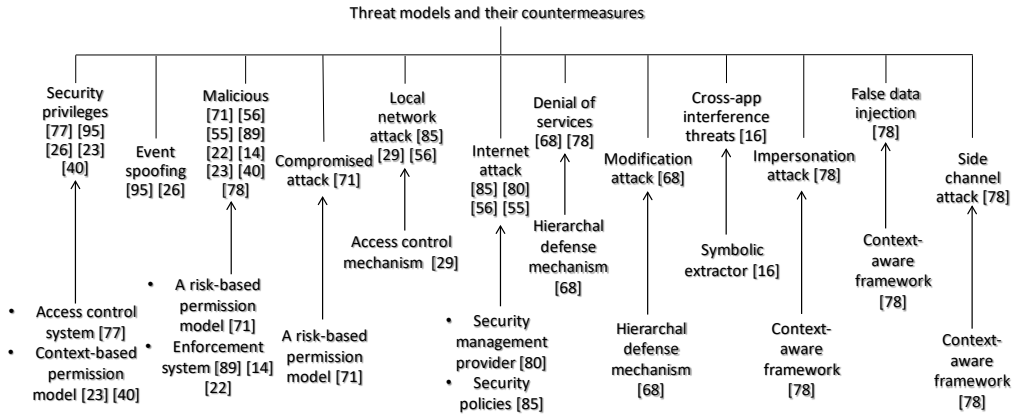 Threat models and their countermeasures
Security
privileges
[77] [95]
[26] [23]
[40]
Event
spoofing
[95] [26]
Malicious
[71] [56]
[55] [89]
[22] [14]
[23] [40]
[78]
Compromised
attack [71]
Local
network
attack [85]
[29] [56]
Internet
attack
[85] [80]
[56] [55]
Denial of
services
[68] [78]
Modification
attack [68]
Cross-app
interference
threats [16]
Impersonation
attack [78]
False data
injection
[78]
Side
channel
attack [78]
• Access control
system [77]
• Context-based
permission
model [23] [40]
• A risk-based
permission
model [71]
• Enforcement
system [89] [14]
[22]
A risk-based
permission
model [71]
Access control
mechanism [29]
• Security
management
provider [80]
• Security
policies [85]
Hierarchal
defense
mechanism
[68]
Hierarchal
defense
mechanism
[68]
Symbolic
extractor [16]
Context-
aware
framework
[78]
Context-
aware
framework
[78]
Context-
aware
framework
[78]